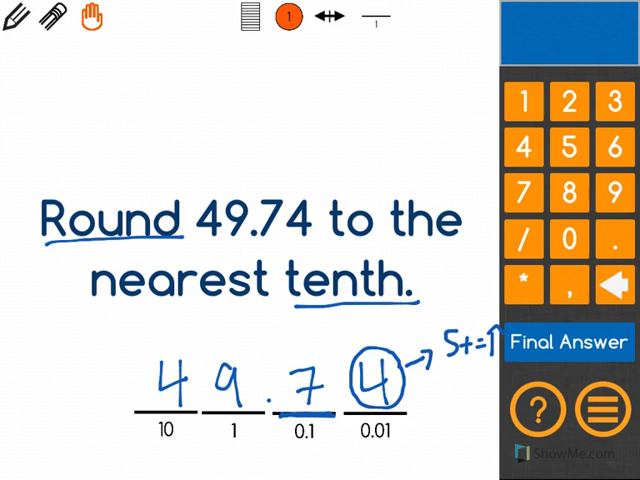 1
1
1 2 3
4 5 6
7 8 9
/ 0 .
* ,
Round 49.74 to the
nearest tenth.
Final Answer
5+=↑
4 9 . 7 4
10 1 0.1 0.01
?
ShowMe.com